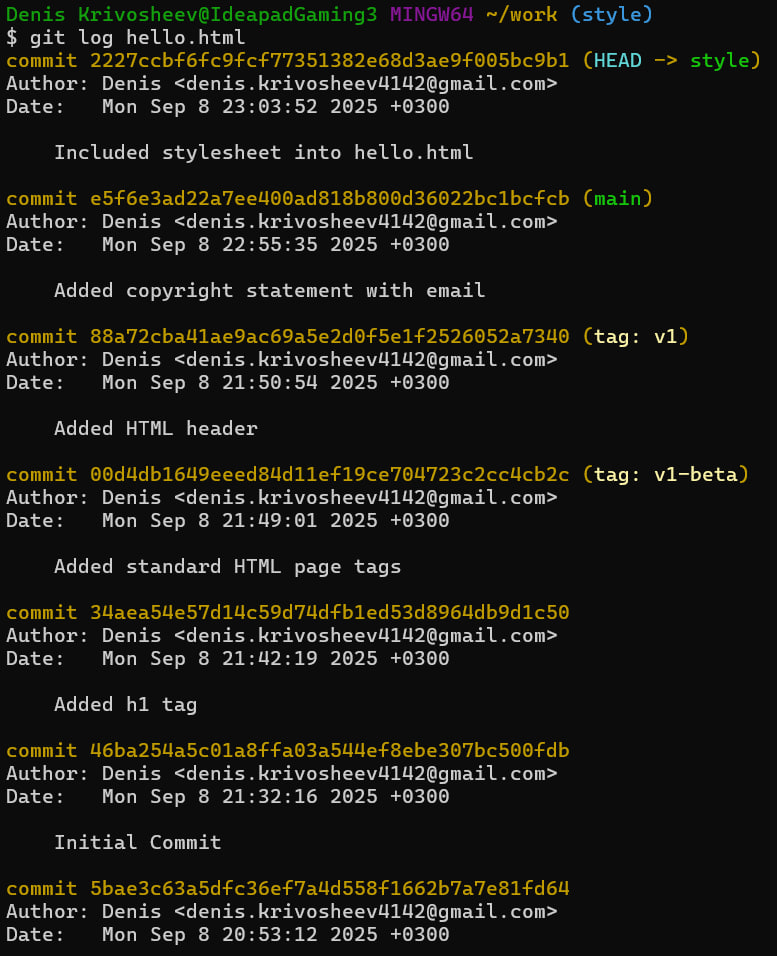 Denis Krivosheev@IdeapadGaming3 MINGW64 ~/work (style)
$ git log hello.html
commit 2227ccbf6fc9fcf77351382e68d3ae9f005bc9b1 (HEAD -> style)
Author: Denis <denis.krivosheev4142@gmail.com>
Date:   Mon Sep 8 23:03:52 2025 +0300

    Included stylesheet into hello.html

commit e5f6e3ad22a7ee400ad818b800d36022bc1bcfcb (main)
Author: Denis <denis.krivosheev4142@gmail.com>
Date:   Mon Sep 8 22:55:35 2025 +0300

    Added copyright statement with email

commit 88a72cba41ae9ac69a5e2d0f5e1f2526052a7340 (tag: v1)
Author: Denis <denis.krivosheev4142@gmail.com>
Date:   Mon Sep 8 21:50:54 2025 +0300

    Added HTML header

commit 00d4db1649eeed84d11ef19ce704723c2cc4cb2c (tag: v1-beta)
Author: Denis <denis.krivosheev4142@gmail.com>
Date:   Mon Sep 8 21:49:01 2025 +0300

    Added standard HTML page tags

commit 34aea54e57d14c59d74dfb1ed53d8964db9d1c50
Author: Denis <denis.krivosheev4142@gmail.com>
Date:   Mon Sep 8 21:42:19 2025 +0300

    Added h1 tag

commit 46ba254a5c01a8ffa03a544ef8ebe307bc500fdb
Author: Denis <denis.krivosheev4142@gmail.com>
Date:   Mon Sep 8 21:32:16 2025 +0300

    Initial Commit

commit 5bae3c63a5dfc36ef7a4d558f1662b7a7e81fd64
Author: Denis <denis.krivosheev4142@gmail.com>
Date:   Mon Sep 8 20:53:12 2025 +0300